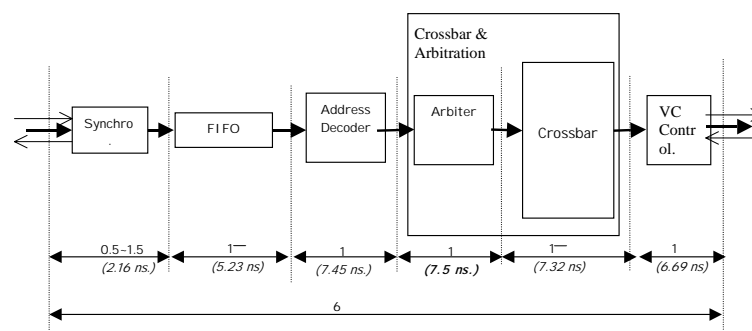 Crossbar &
Arbitration
Synchro
.
FIFO
Address
Decoder
Arbiter
Crossbar
VC
Contr
ol.
0.5~1.5
(2.16 ns.)
1
(5.23 ns)
1
(7.45 ns.)
1
(7.5 ns.)
1
(7.32 ns)
1
(6.69 ns)
6